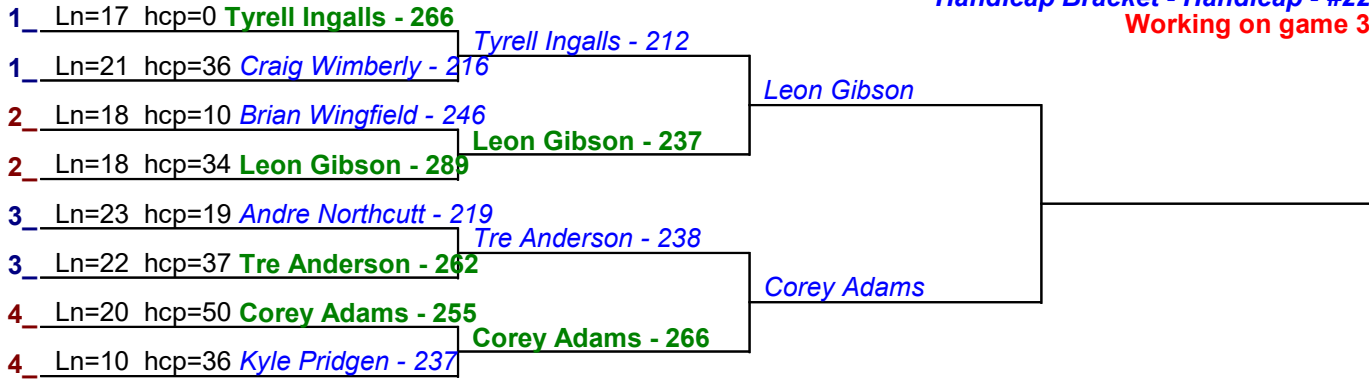 Handicap Bracket - Handicap - #22
Working on game 3
1_ Ln=17 hcp=0 Tyrell Ingalls - 266
Tyrell Ingalls - 212
1_ Ln=21 hcp=36 Craig Wimberly - 216
Leon Gibson
2_ Ln=18 hcp=10 Brian Wingfield - 246
Leon Gibson - 237
2_ Ln=18 hcp=34 Leon Gibson - 289
3_ Ln=23 hcp=19 Andre Northcutt - 219
Tre Anderson - 238
3_ Ln=22 hcp=37 Tre Anderson - 262
Corey Adams
4_ Ln=20 hcp=50 Corey Adams - 255
Corey Adams - 266
4_ Ln=10 hcp=36 Kyle Pridgen - 237